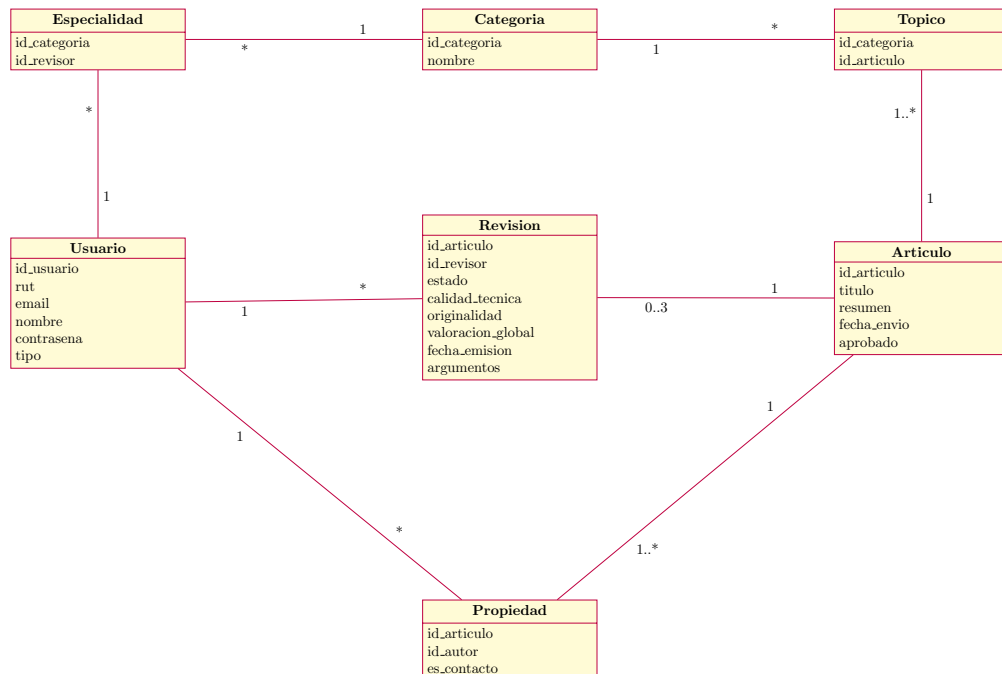 Especialidad
id_categoria
id_revisor
1
*
Categoria
id_categoria
nombre
*
1
Topico
id_categoria
id_articulo
*
1
1..*
1
Usuario
id_usuario
rut
email
nombre
contrasena
tipo
*
1
Revision
id_articulo
id_revisor
estado
calidad_tecnica
originalidad
valoracion_global
fecha_emision
argumentos
1
0..3
Articulo
id_articulo
titulo
resumen
fecha_envio
aprobado
1
*
1
1..*
Propiedad
id_articulo
id_autor
es_contacto